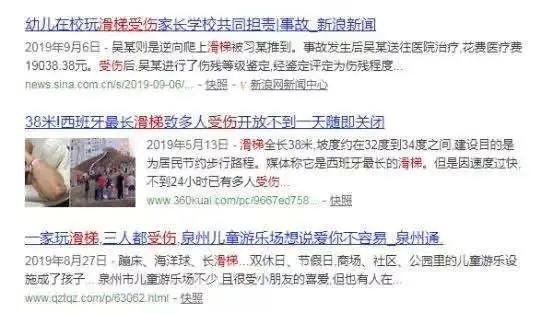 幼儿在校玩滑梯受伤家长学校共同担责|事故_新浪新闻
2019年9月6日 - 吴某则是逆向爬上滑梯被习某推到。事故发生后吴某送往医院治疗,花费医疗费
19038.38元。受伤后,吴某进行了伤残等级鉴定,经鉴定评定为伤残程度...
news.sina.com.cn/s/2019-09-06/... - 快照 - V 新浪网新闻中心
38米!西班牙最长滑梯致多人受伤开放不到一天随即关闭
2019年5月13日 - 滑梯全长38米,坡度约在32度到34度之间,建设目的是
为居民节约步行路程。媒体称它是西班牙最长的滑梯。但是因速度过快,
不到24小时已有多人受伤...
www.360kuai.com/pc/9667ed758... - 快照
一家玩滑梯,三人都受伤,泉州儿童游乐场想说爱你不容易_泉州通.
2019年8月27日 - 蹦床、海洋球、长滑梯...双休日、节假日,商场、社区、公园里的儿童游乐设
施成了孩子... 泉州市儿童游乐场不少,且很受小朋友的喜爱,但也有人在...
www.qztqz.com/p/63062.html - 快照